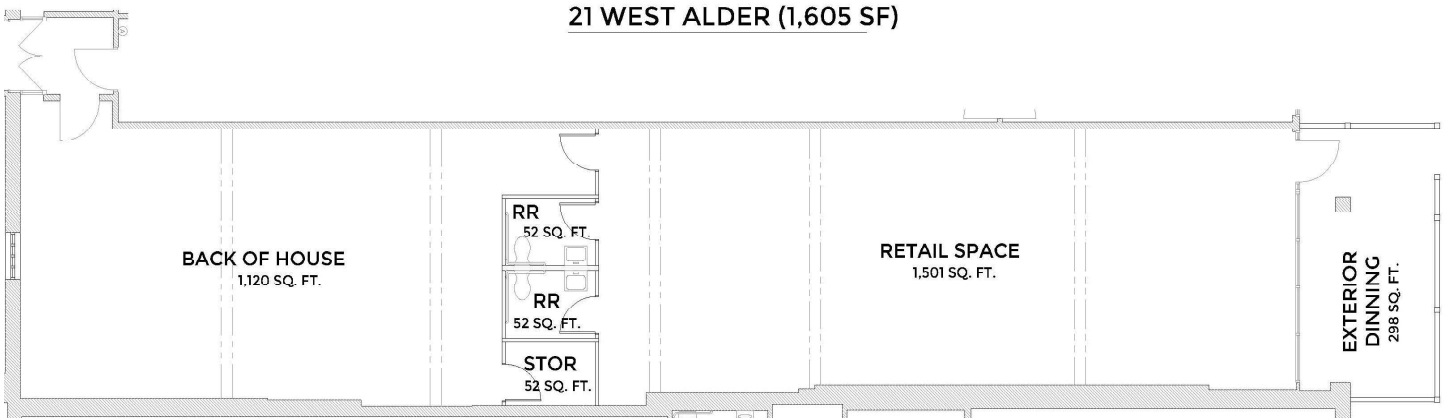 21 WEST ALDER (1,605 SF)
BACK OF HOUSE
1,120 SQ. FT.
RR
52 SQ. FT.
RR
52 SQ. FT.
STOR
52 SQ. FT.
RETAIL SPACE
1,501 SQ. FT.
EXTERIOR
DINNING
298 SQ. FT.